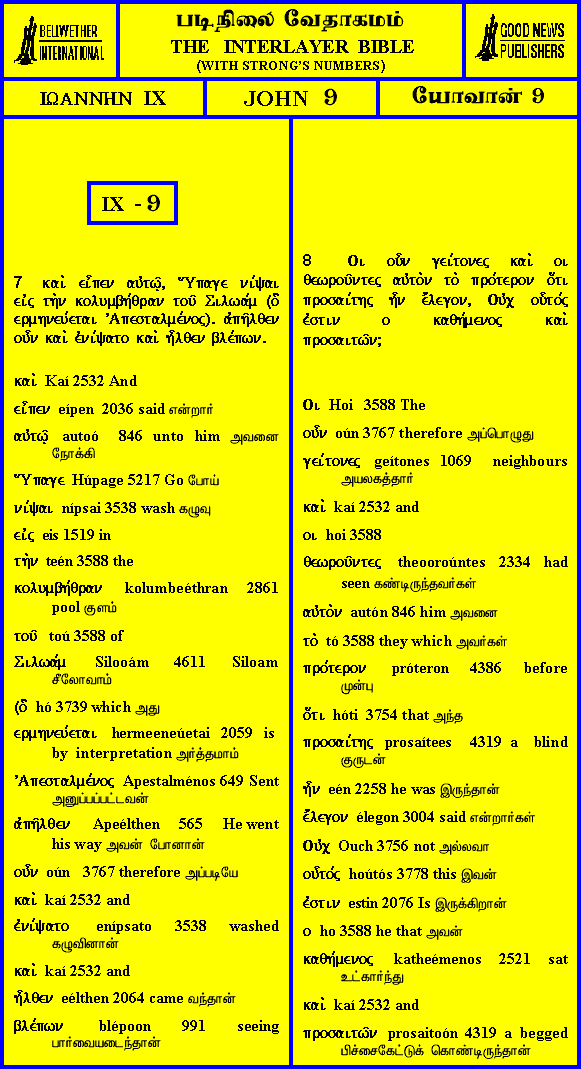 BELLWETHER
INTERNATIONAL
படிநிலை வேதாகமம்
THE INTERLAYER BIBLE
(WITH STRONG'S NUMBERS)
GOOD NEWS
PUBLISHERS
ΙΩΑΝΝΗΝ IX
JOHN 9
யோவான் 9
IX - 9
7 καὶ εἶπεν αὐτῷ, Ὕπαγε νίψαι
εἰς τὴν κολυμβήθραν τοῦ Σιλωάμ (ὃ
ερμηνεύεται Ἀπεσταλμένος). ἀπῆλθεν
οὖν καὶ ἐνίψατο καὶ ἦλθεν βλέπων.
καὶ Kaí 2532 And
εἶπεν eípen 2036 said என்றார்
αὐτῷ autoó 846 unto him அவனை
நோக்கி
Ὕπαγε Húpage 5217 Go போய்
νίψαι nípsai 3538 wash கழுவு
εἰς eis 1519 in
τὴν teén 3588 the
κολυμβήθραν kolumbeéthran 2861
pool குளம்
τοῦ toú 3588 of
Σιλωάμ Silooám 4611 Siloam
சீலோவாம்
(ὃ hó 3739 which அது
ερμηνεύεται hermeeneúetai 2059 is
by interpretation அர்த்தமாம்
Ἀπεσταλμένος Apestalménos 649 Sent
அனுப்பப்பட்டவன்
ἀπῆλθεν Apeélthen 565 He went
his way அவன் போனான்
οὖν oún 3767 therefore அப்படியே
καὶ kaí 2532 and
ἐνίψατο enípsato 3538 washed
கழுவினான்
καὶ kaí 2532 and
ἦλθεν eélthen 2064 came வந்தான்
βλέπων blépoon 991 seeing
பார்வையடைந்தான்
8 Οι οὖν γείτονες καὶ οι
θεωροῦντες αὐτὸν τὸ πρότερον ὅτι
προσαίτης ἦν ἔλεγον, Οὐχ οὗτός
ἐστιν ο καθήμενος καὶ
προσαιτῶν;
Οι Hoi 3588 The
οὖν oún 3767 therefore அப்பொழுது
γείτονες geítones 1069 neighbours
அயலகத்தார்
καὶ kaí 2532 and
οι hoi 3588
θεωροῦντες theooroúntes 2334 had
seen கண்டிருந்தவர்கள்
αὐτὸν autón 846 him அவனை
τὸ tó 3588 they which அவர்கள்
πρότερον próteron 4386 before
முன்பு
ὅτι hóti 3754 that அந்த
προσαίτης prosaítees 4319 a blind
குருடன்
ἦν eén 2258 he was இருந்தான்
ἔλεγον élegon 3004 said என்றார்கள்
Οὐχ Ouch 3756 not அல்லவா
οὗτός hoútós 3778 this இவன்
ἐστιν estin 2076 Is இருக்கிறான்
ο ho 3588 he that அவன்
καθήμενος katheémenos 2521 sat
உட்கார்ந்து
καὶ kaí 2532 and
προσαιτῶν prosaitoón 4319 a begged
பிச்சைகேட்டுக் கொண்டிருந்தான்